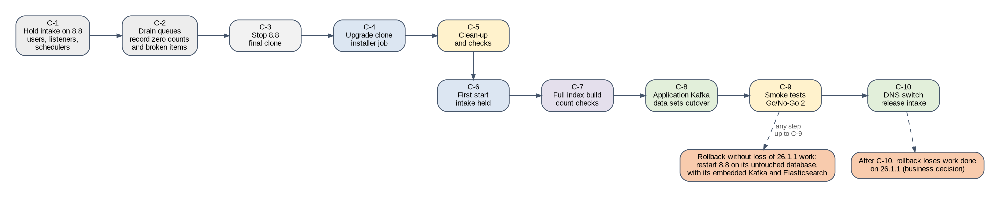 C-1
Hold intake on 8.8
users, listeners,
schedulers
C-2
Drain queues
record zero counts
and broken items
C-3
Stop 8.8
final clone
C-4
Upgrade clone
installer job
C-5
Clean-up
and checks
C-6
First start
intake held
C-7
Full index build
count checks
C-8
Application Kafka
data sets cutover
C-9
Smoke tests
Go/No-Go 2
C-10
DNS switch
release intake
any step
up to C-9
Rollback without loss of 26.1.1 work:
restart 8.8 on its untouched database,
with its embedded Kafka and Elasticsearch
After C-10, rollback loses work done
on 26.1.1 (business decision)